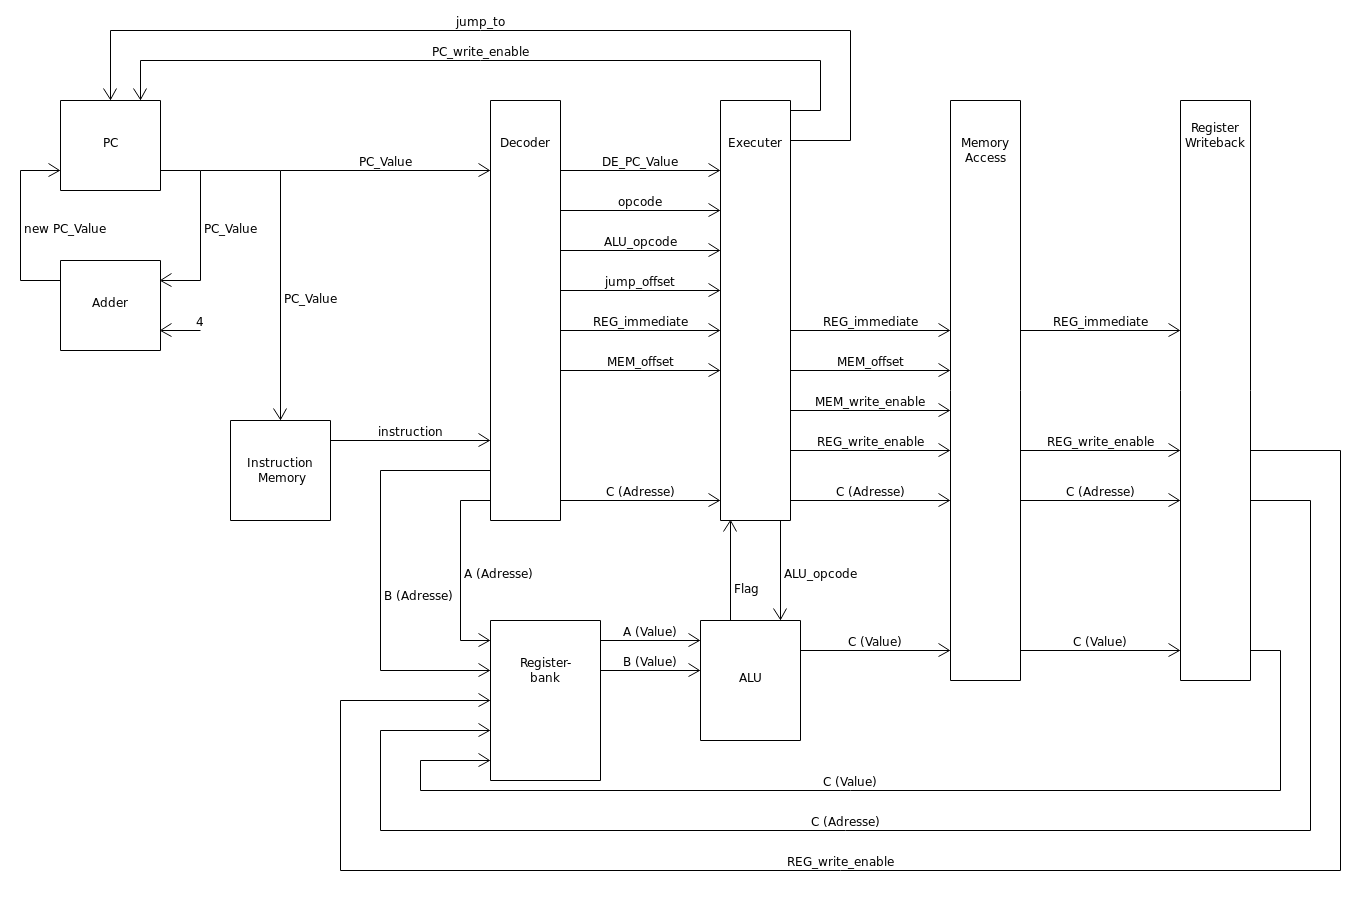 jump_to
PC_write_enable
PC
Decoder
Executer
Memory
Access
Register
Writeback
PC_Value
DE_PC_Value
opcode
new PC_Value
PC_Value
ALU_opcode
jump_offset
Adder
PC_Value
4
REG_immediate
REG_immediate
REG_immediate
MEM_offset
MEM_offset
MEM_write_enable
instruction
REG_write_enable
REG_write_enable
Instruction
Memory
C (Adresse)
C (Adresse)
C (Adresse)
A (Adresse)
ALU_opcode
B (Adresse)
Flag
A (Value)
C (Value)
C (Value)
B (Value)
Register-
bank
ALU
C (Value)
C (Adresse)
REG_write_enable